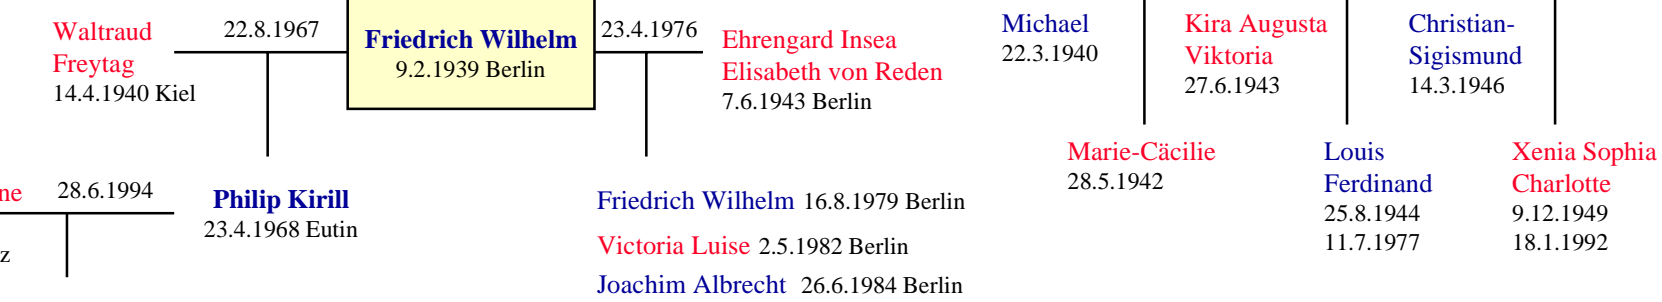 Waltraud
Freytag
14.4.1940 Kiel
22.8.1967
Friedrich Wilhelm
9.2.1939 Berlin
23.4.1976
Ehrengard Insea
Elisabeth von Reden
7.6.1943 Berlin
Michael
22.3.1940
Kira Augusta
Viktoria
27.6.1943
Christian-
Sigismund
14.3.1946
Marie-Cäcilie
28.5.1942
Louis
Ferdinand
25.8.1944
11.7.1977
Xenia Sophia
Charlotte
9.12.1949
18.1.1992
ne
28.6.1994
z
Philip Kirill
23.4.1968 Eutin
Friedrich Wilhelm 16.8.1979 Berlin
Victoria Luise 2.5.1982 Berlin
Joachim Albrecht 26.6.1984 Berlin